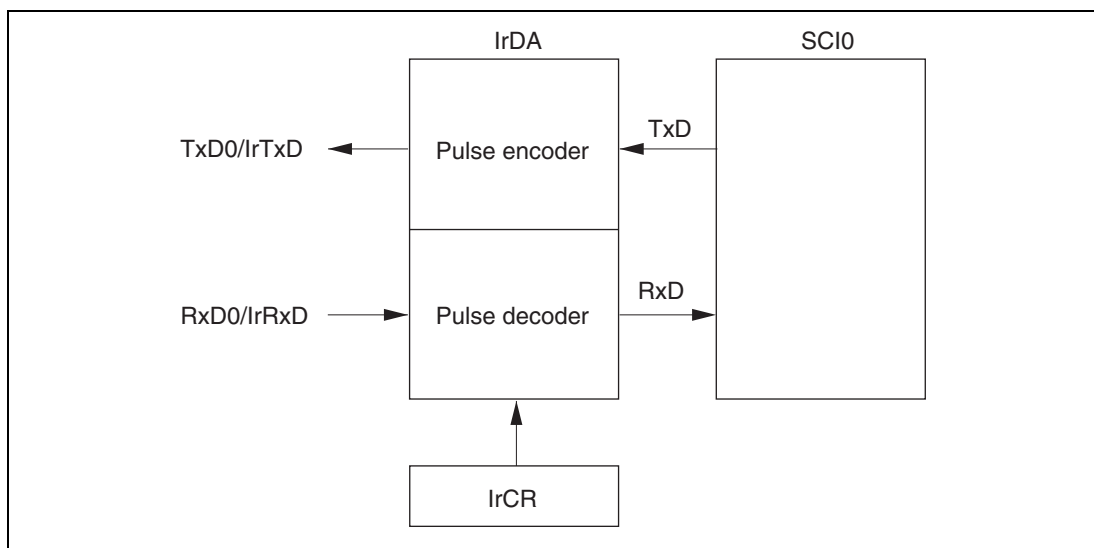 IrDA
SCI0
TxD0/IrTxD
Pulse encoder
TxD
RxD0/IrRxD
Pulse decoder
RxD
IrCR